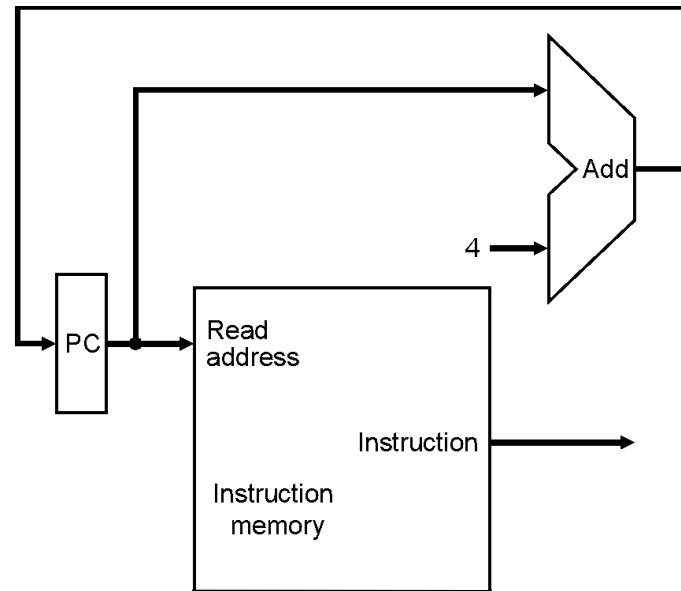 Add
4
PC
Read
address
Instruction
Instruction
memory